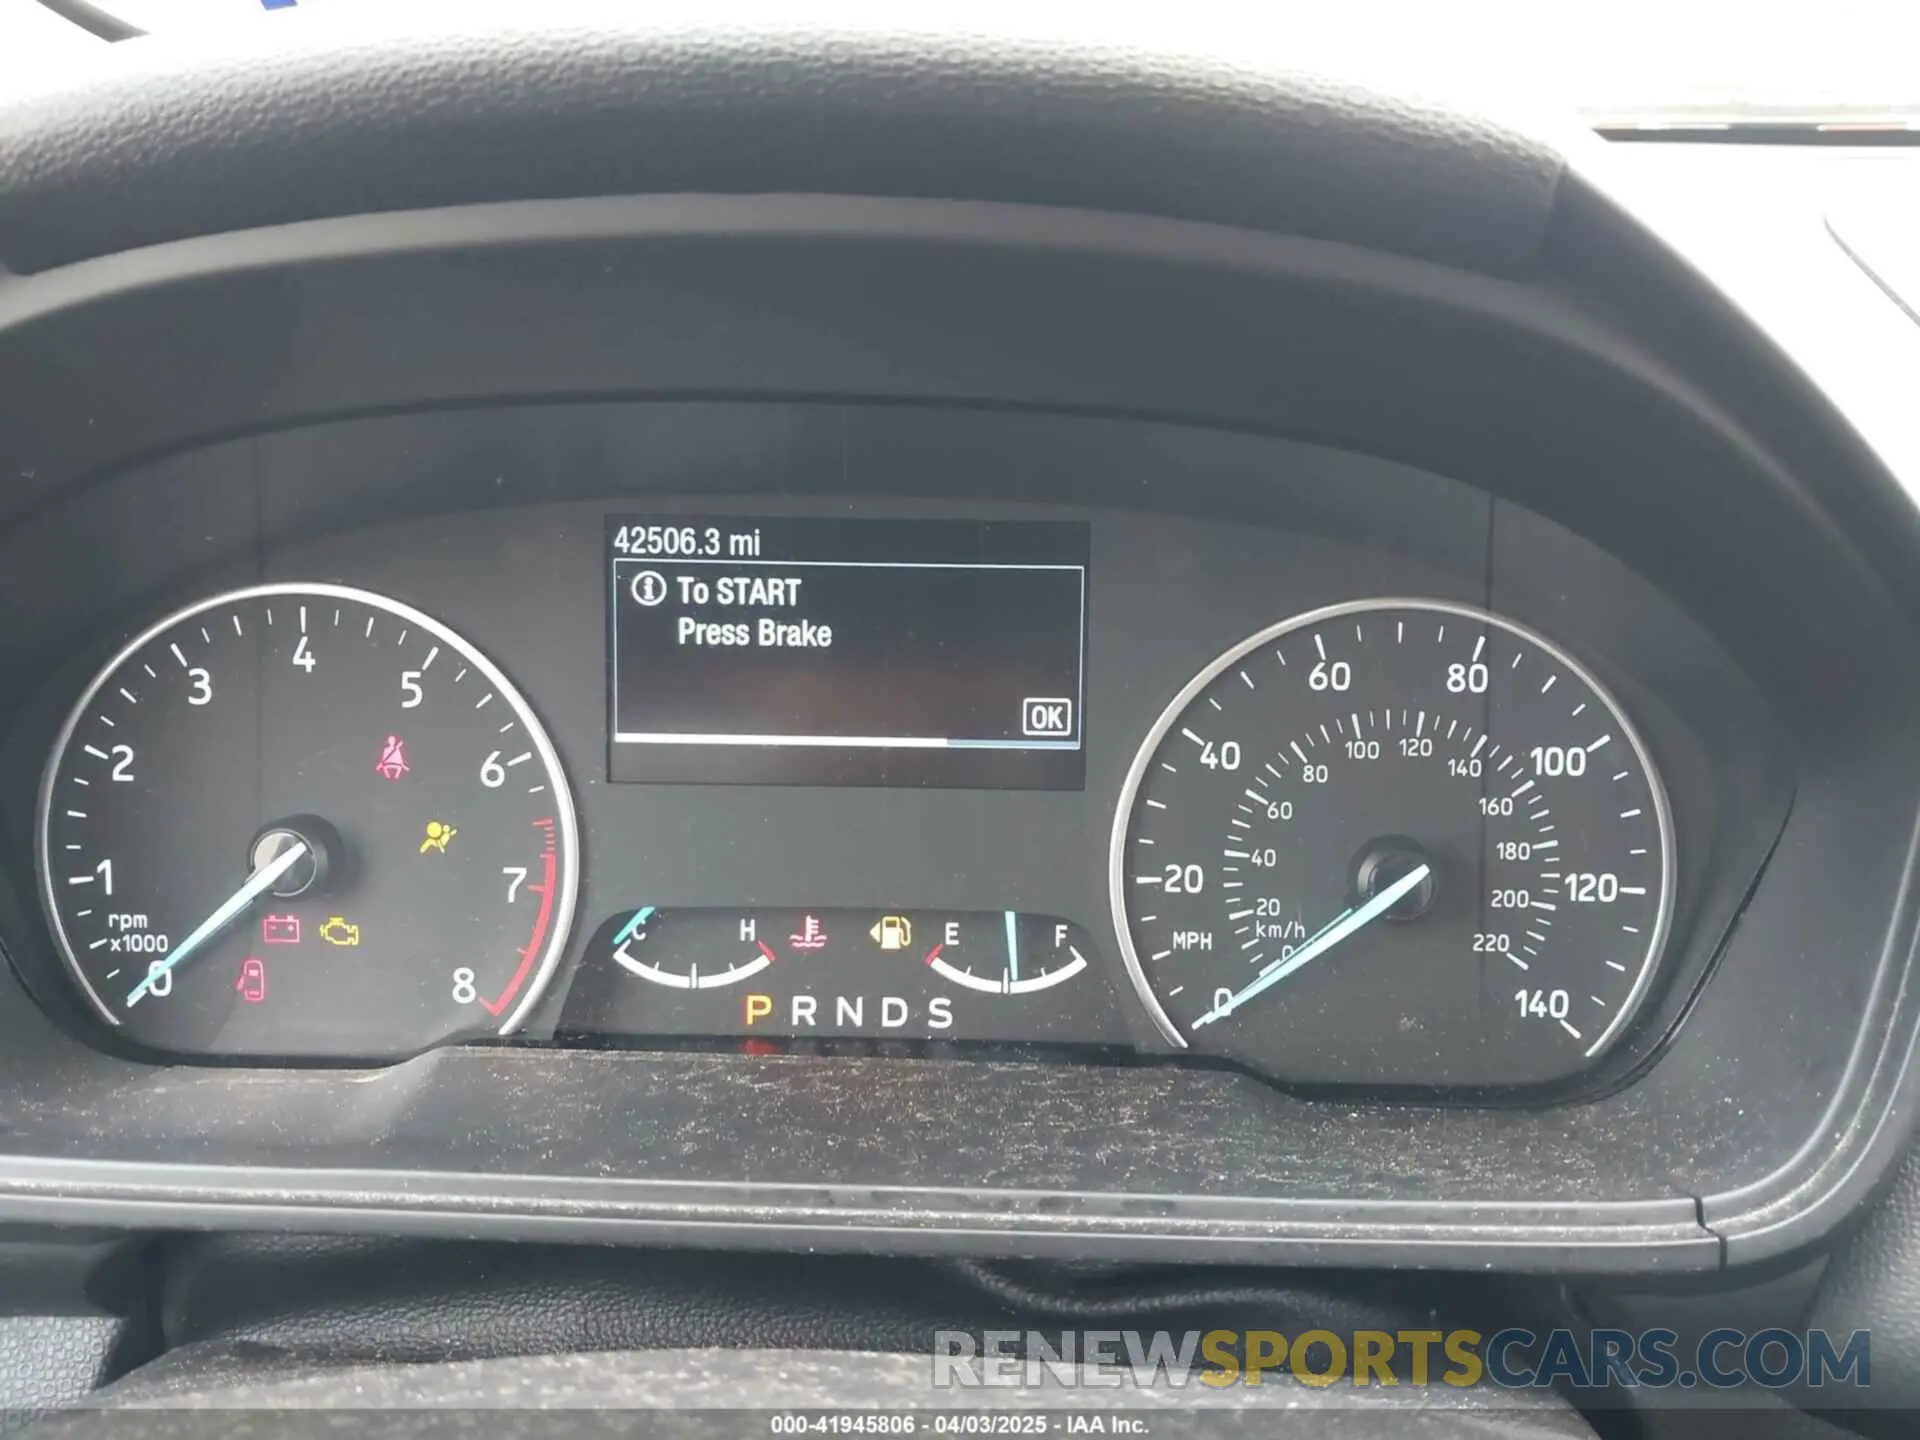 42506.3 mi
To START
Press Brake
OK
0 1 2 3 4 5 6 7 8
rpm
x1000
C H
E F
P R N D S
0 20 40 60 80 100 120 140
MPH
0 20 40 60 80 100 120 140 160 180 200 220
km/h
RENEWSPORTSCARS.COM
000-41945806 - 04/03/2025 - IAA Inc.